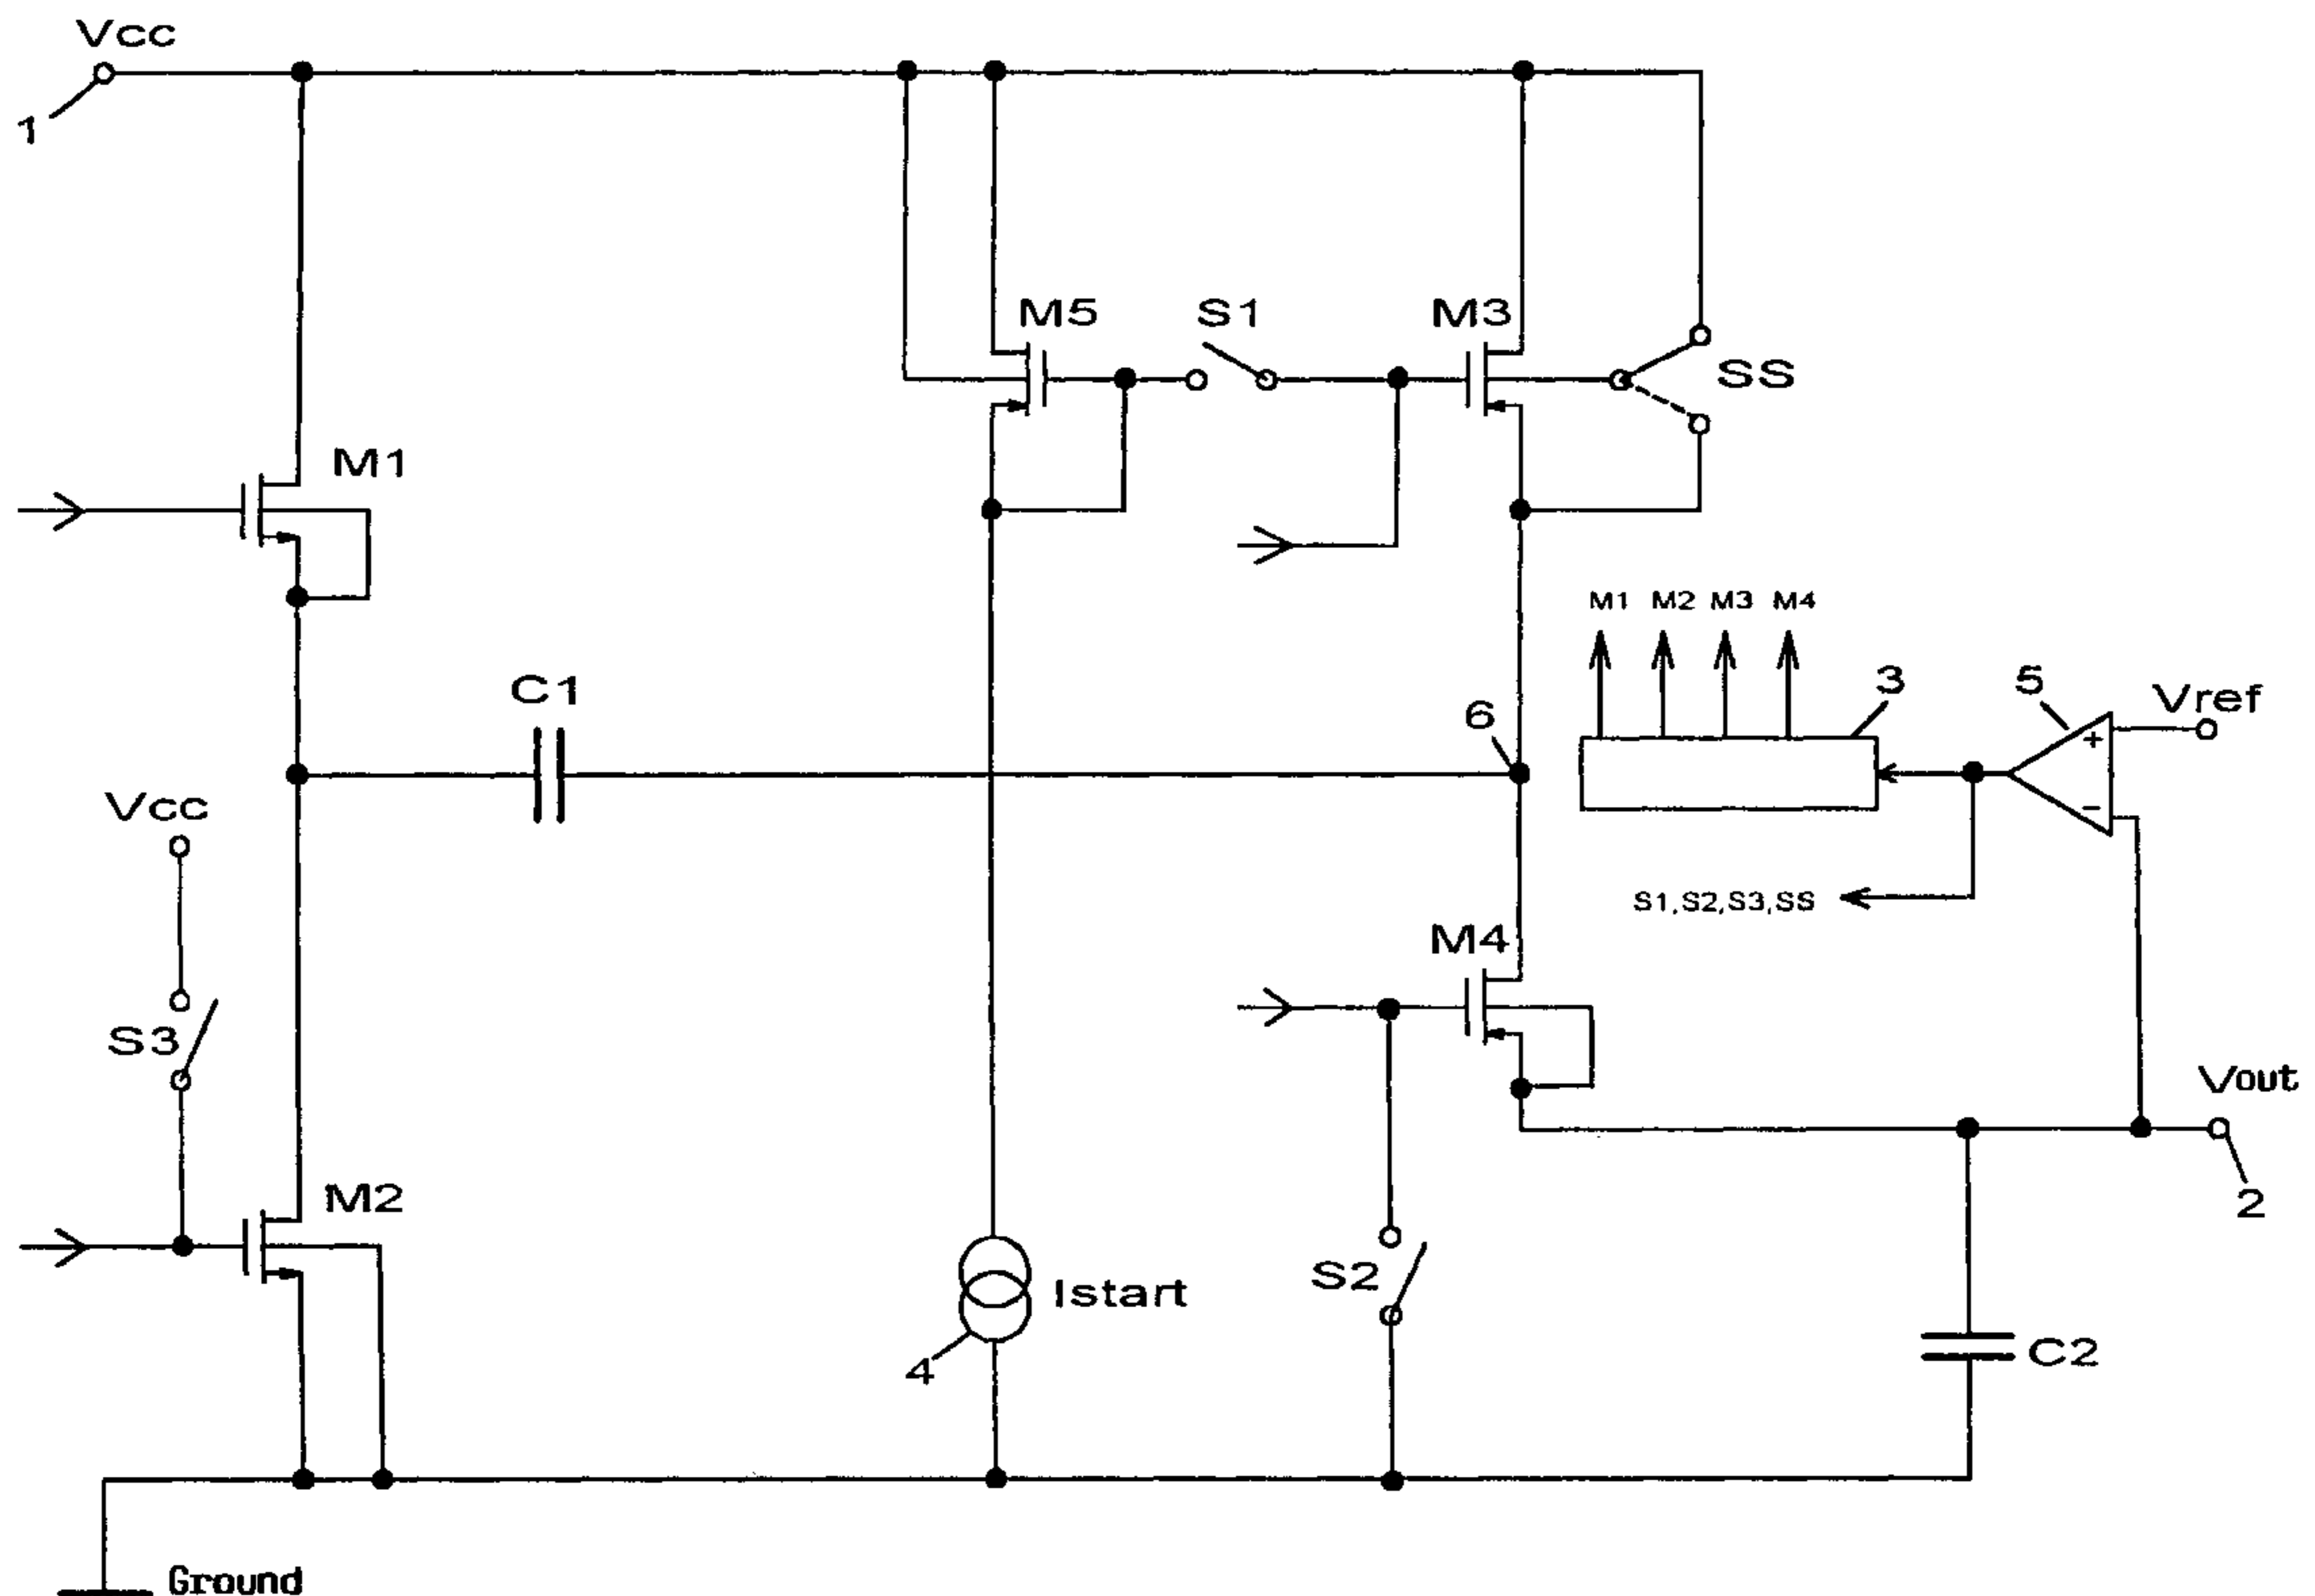 Vcc
1
M5
S1
M3
SS
M1
M1 M2 M3 M4
C1
6
3
5
Vref
+
−
Vcc
S1,S2,S3,SS
M4
S3
Vout
2
M2
S2
Istart
4
C2
Ground